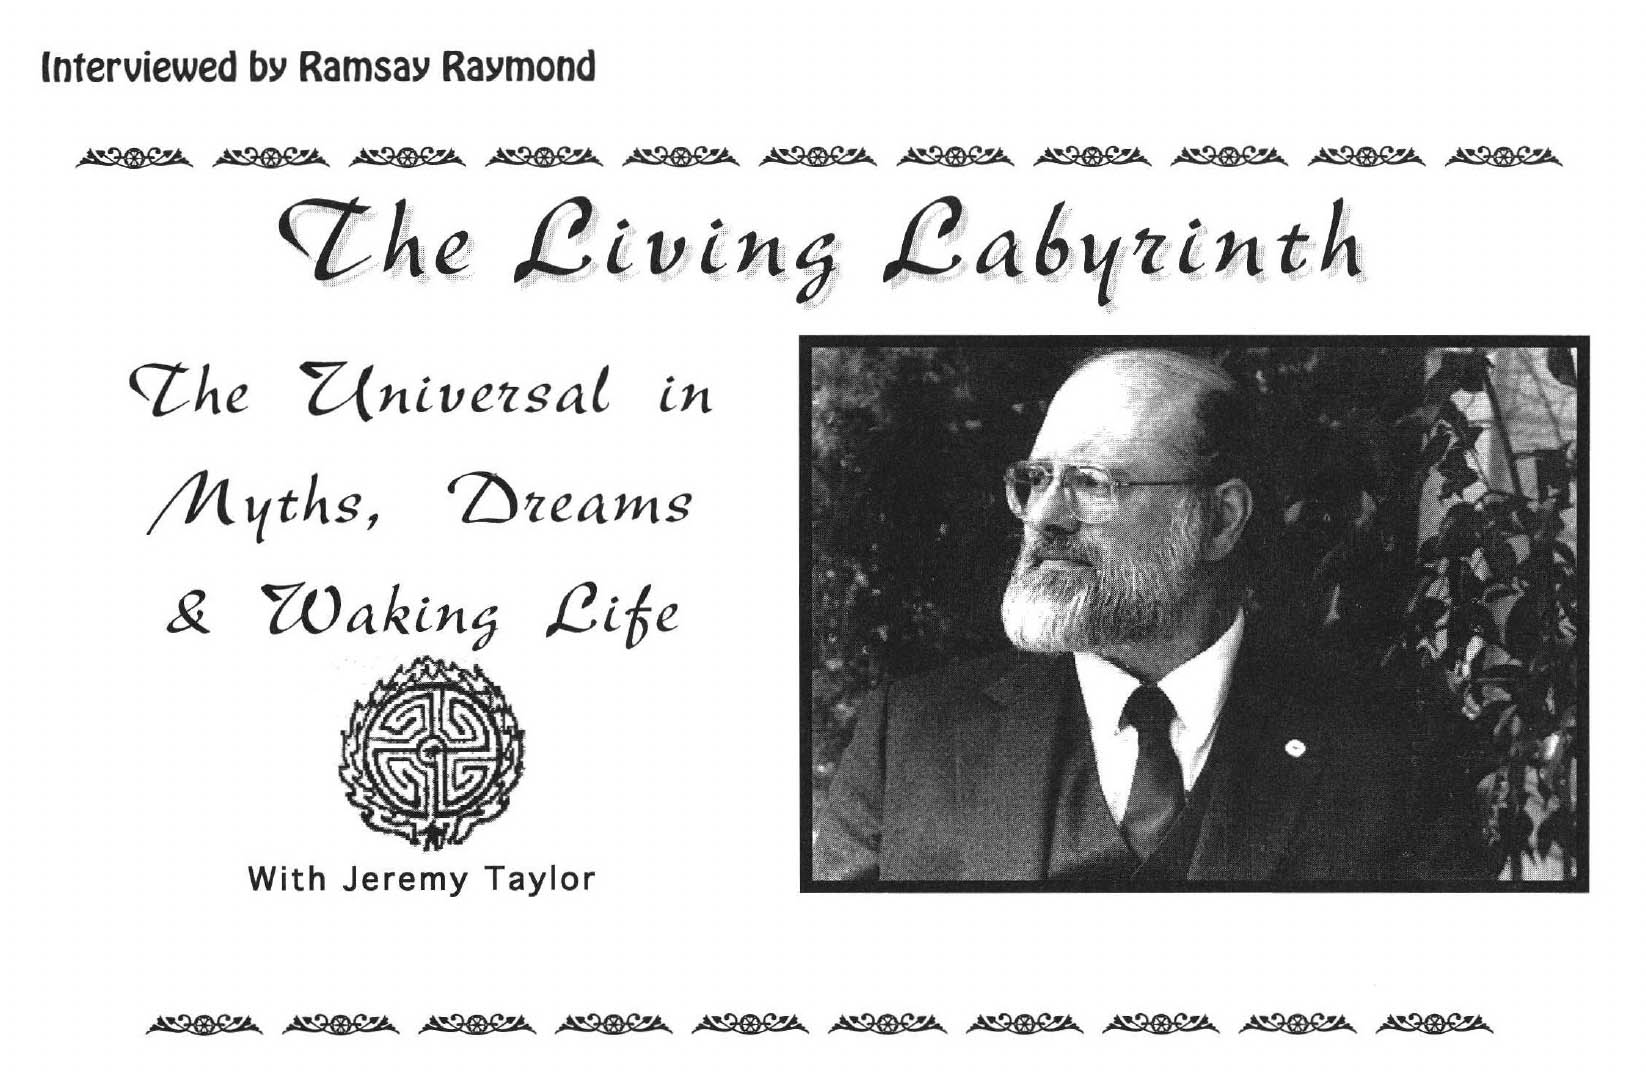 Interviewed by Ramsay Raymond
The Living Labyrinth
The Universal in
Myths, Dreams
& Waking Life
With Jeremy Taylor